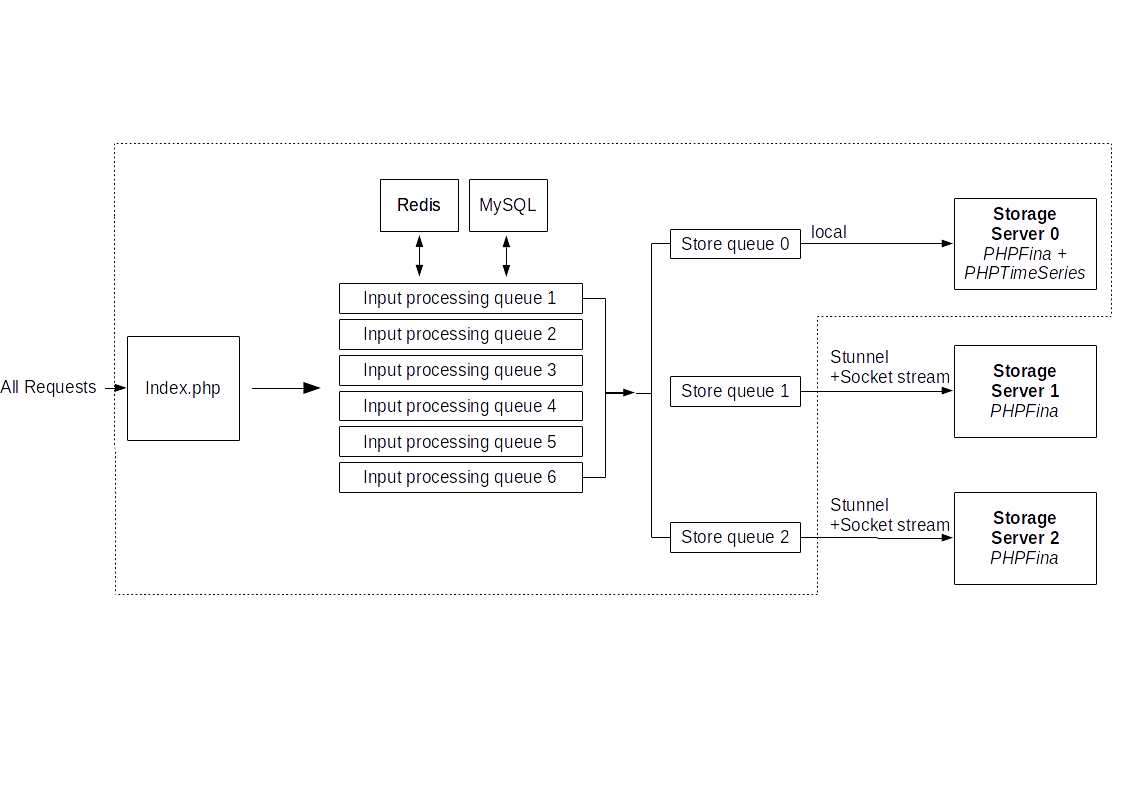 Redis
MySQL
All Requests
Index.php
Input processing queue 1
Input processing queue 2
Input processing queue 3
Input processing queue 4
Input processing queue 5
Input processing queue 6
Store queue 0
local
Storage
Server 0
PHPFina +
PHPTimeSeries
Store queue 1
Stunnel
+Socket stream
Storage
Server 1
PHPFina
Store queue 2
Stunnel
+Socket stream
Storage
Server 2
PHPFina